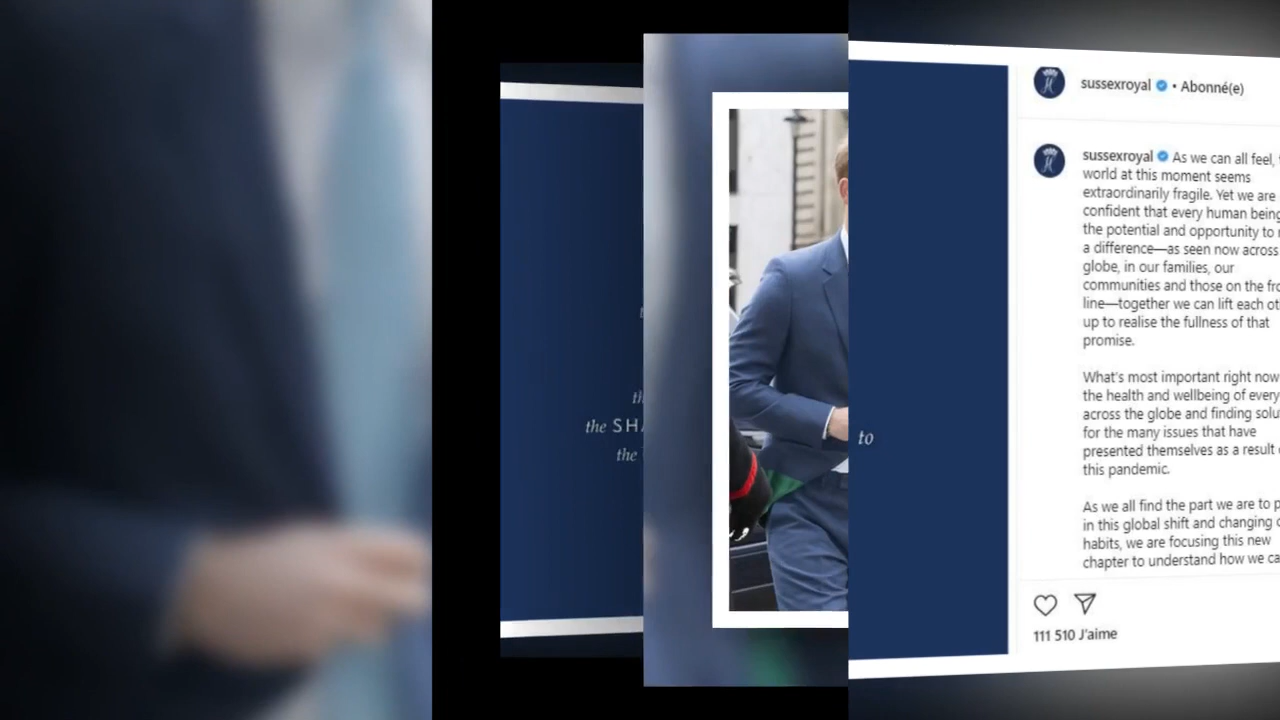 the SHA
the
to
sussexroyal • Abonné(e)
sussexroyal As we can all feel,
world at this moment seems
extraordinarily fragile. Yet we are
confident that every human being
the potential and opportunity to
a difference—as seen now across
globe, in our families, our
communities and those on the fro
line—together we can lift each ot
up to realise the fullness of that
promise.
What's most important right now
the health and wellbeing of every
across the globe and finding solu
for the many issues that have
presented themselves as a result
this pandemic.
As we all find the part we are to p
in this global shift and changing
habits, we are focusing this new
chapter to understand how we ca
111 510 J'aime